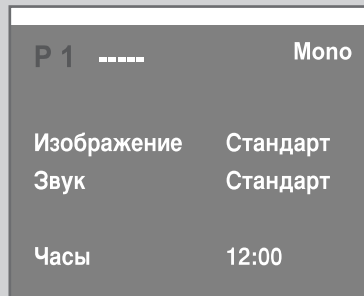 P 1 ----- Mono
Изображение Стандарт
Звук Стандарт
Часы 12:00